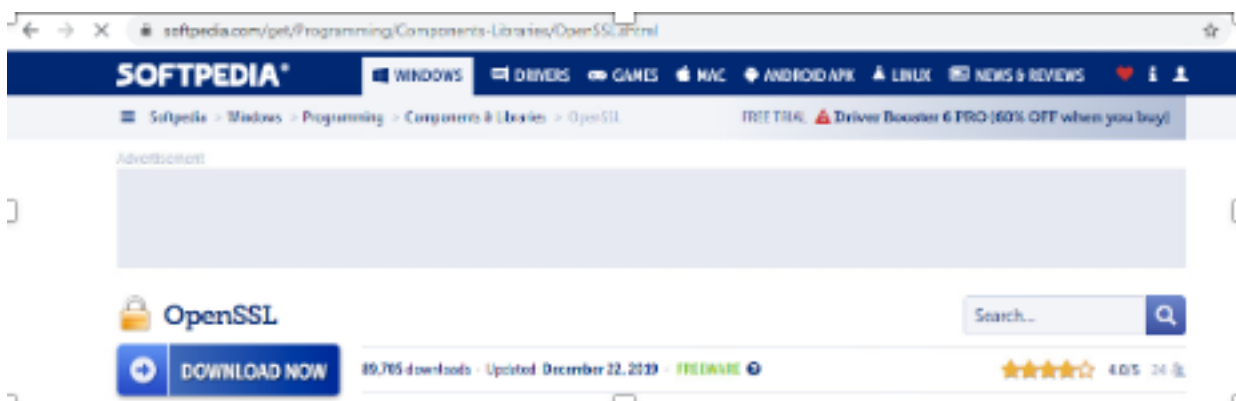 softpedia.com/get/Programming/Components-Libraries/OpenSSL.shtml
SOFTPEDIA® WINDOWS DRIVERS GAMES MAC ANDROID APK LINUX NEWS & REVIEWS
Softpedia > Windows > Programming > Components & Libraries > OpenSSL FREE TRIAL Driver Booster 6 PRO (60% OFF when you buy)
Advertisement
OpenSSL
Search...
DOWNLOAD NOW 89,705 downloads · Updated December 22, 2019 · FREEWARE 4.0/5 24